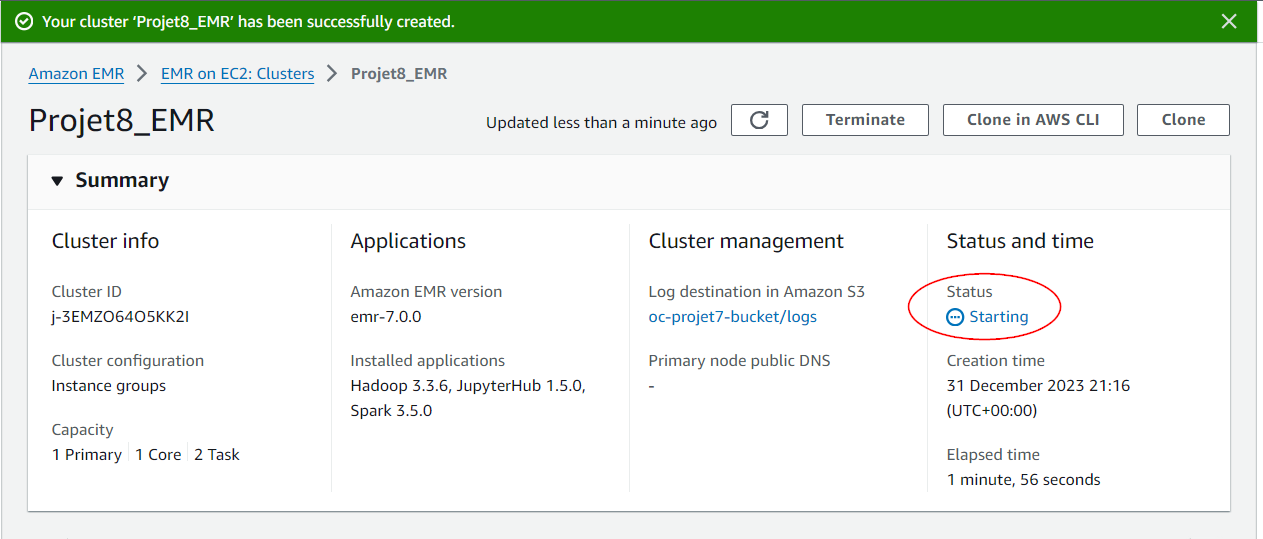 Your cluster ‘Projet8_EMR’ has been successfully created.
Amazon EMR > EMR on EC2: Clusters > Projet8_EMR
Projet8_EMR
Updated less than a minute ago
Terminate
Clone in AWS CLI
Clone
Summary
Cluster info
Cluster ID
j-3EMZO64O5KK2I
Cluster configuration
Instance groups
Capacity
1 Primary | 1 Core | 2 Task
Applications
Amazon EMR version
emr-7.0.0
Installed applications
Hadoop 3.3.6, JupyterHub 1.5.0,
Spark 3.5.0
Cluster management
Log destination in Amazon S3
oc-projet7-bucket/logs
Primary node public DNS
-
Status and time
Status
Starting
Creation time
31 December 2023 21:16
(UTC+00:00)
Elapsed time
1 minute, 56 seconds